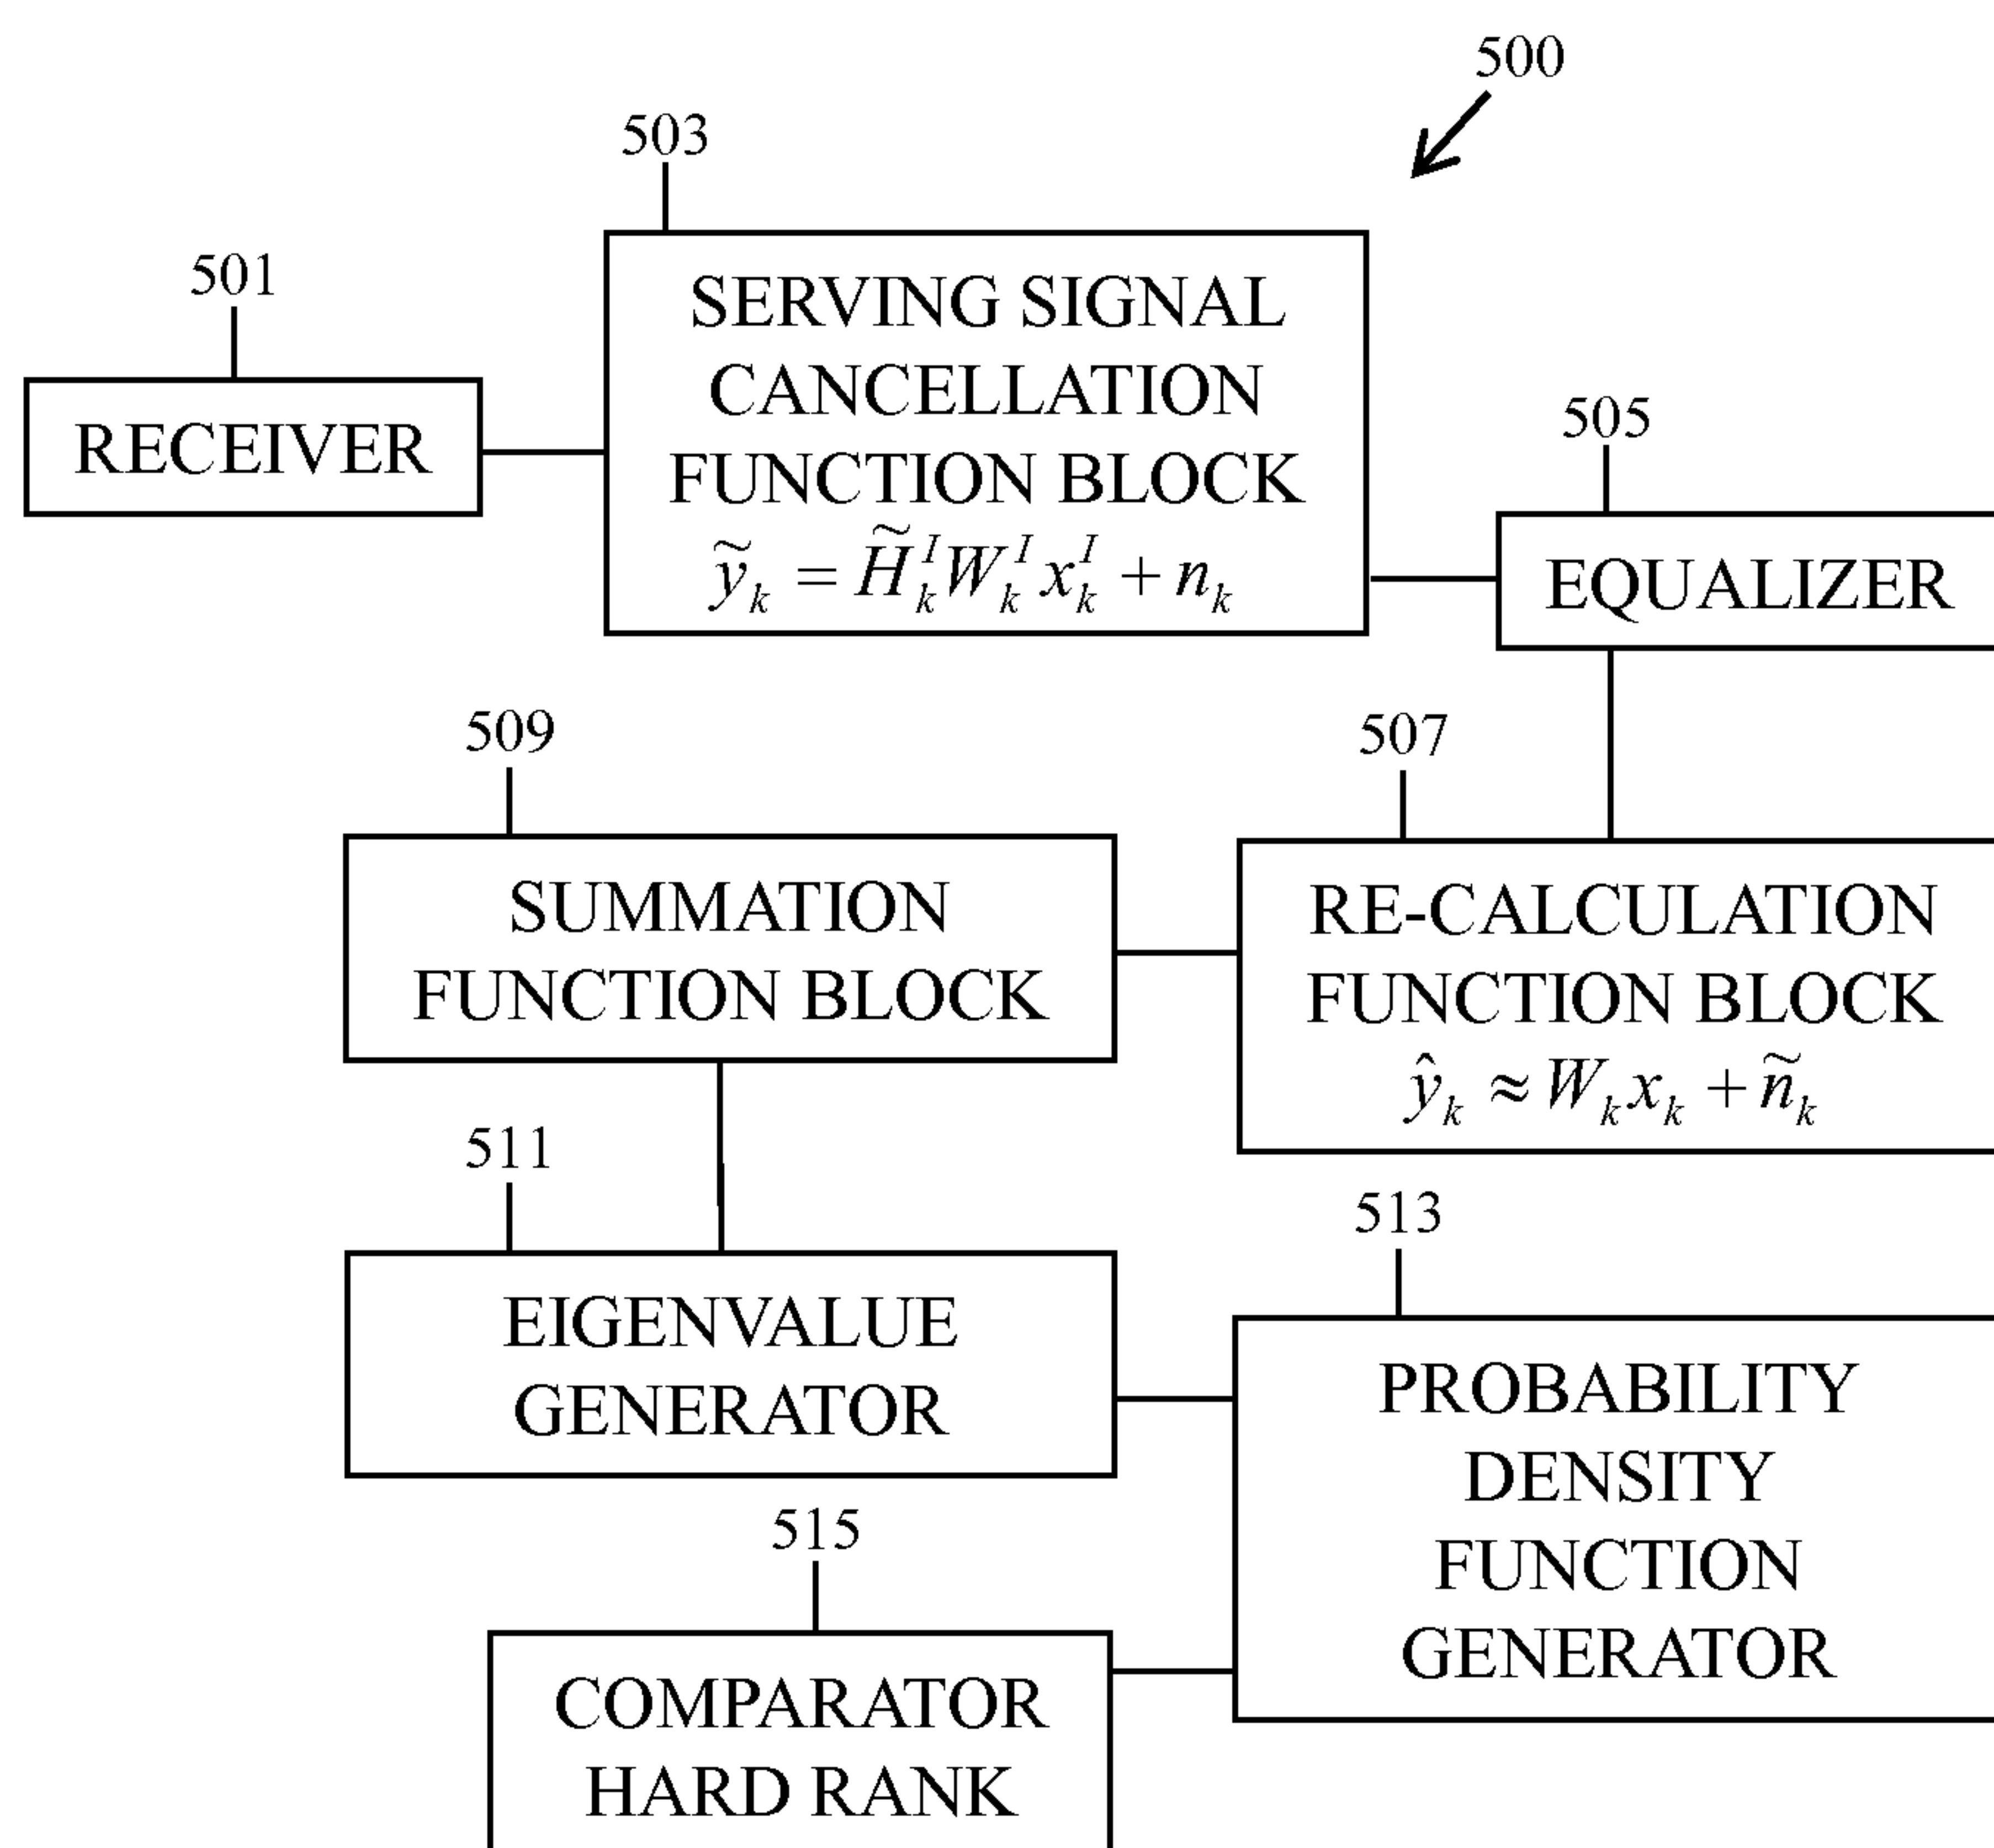 500
503
SERVING SIGNAL
CANCELLATION
FUNCTION BLOCK
ỹ_k = H̃_k^I W_k^I x_k^I + n_k
501
RECEIVER
505
EQUALIZER
509
SUMMATION
FUNCTION BLOCK
507
RE-CALCULATION
FUNCTION BLOCK
ŷ_k ≈ W_k x_k + ñ_k
511
EIGENVALUE
GENERATOR
513
PROBABILITY
DENSITY
FUNCTION
GENERATOR
515
COMPARATOR
HARD RANK